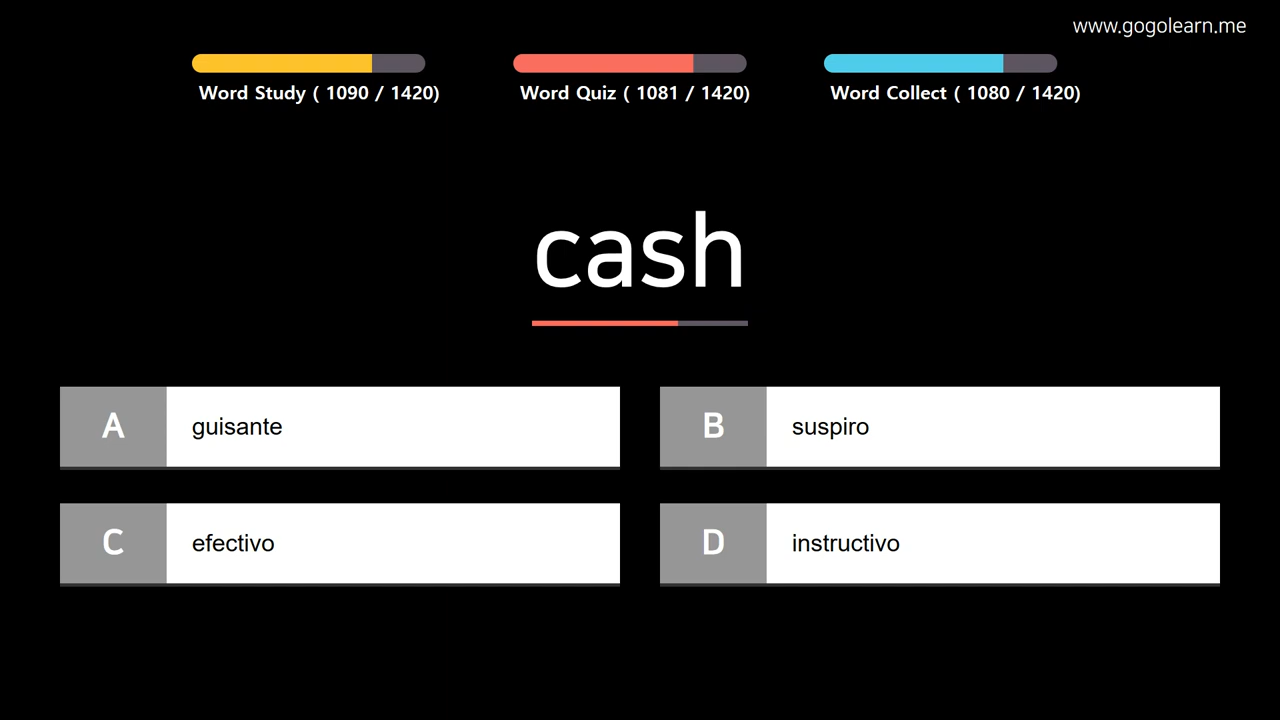 www.gogolearn.me
Word Study ( 1090 / 1420)
Word Quiz ( 1081 / 1420)
Word Collect ( 1080 / 1420)
cash
A guisante
B suspiro
C efectivo
D instructivo